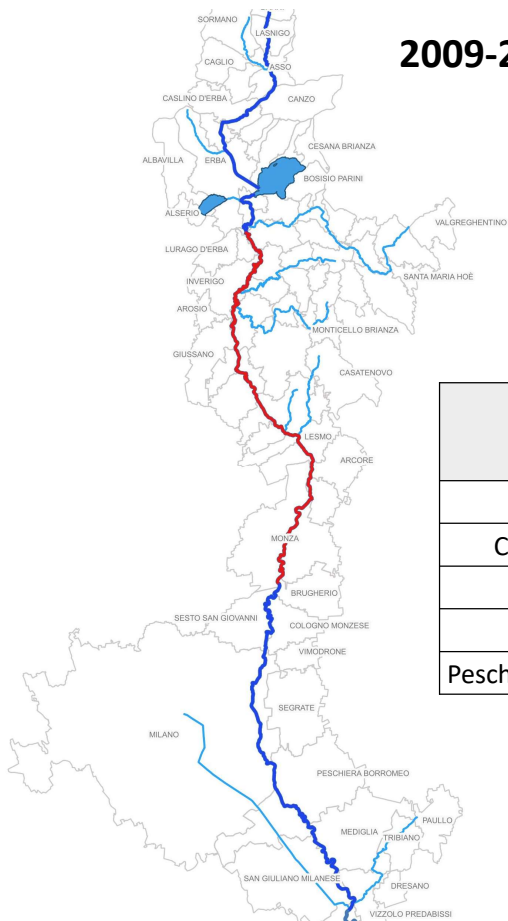 SORMANO
LASNIGO
2009-2
CAGLIO
ASSO
CASLINO D'ERBA
CANZO
CESANA BRIANZA
ALBAVILLA
ERBA
BOSISIO PARINI
ALSERIO
VALGREGHENTINO
LURAGO D'ERBA
SANTA MARIA HOÈ
INVERIGO
AROSIO
MONTICELLO BRIANZA
GIUSSANO
CASATENOVO
LESMO
ARCORE
MONZA
C
BRUGHERIO
SESTO SAN GIOVANNI
COLOGNO MONZESE
VIMODRONE
Pesch
SEGRATE
MILANO
PESCHIERA BORROMEO
PAULLO
MEDIGLIA
TRIBIANO
SAN GIULIANO MILANESE
DRESANO
VIZZOLO PREDABISSI